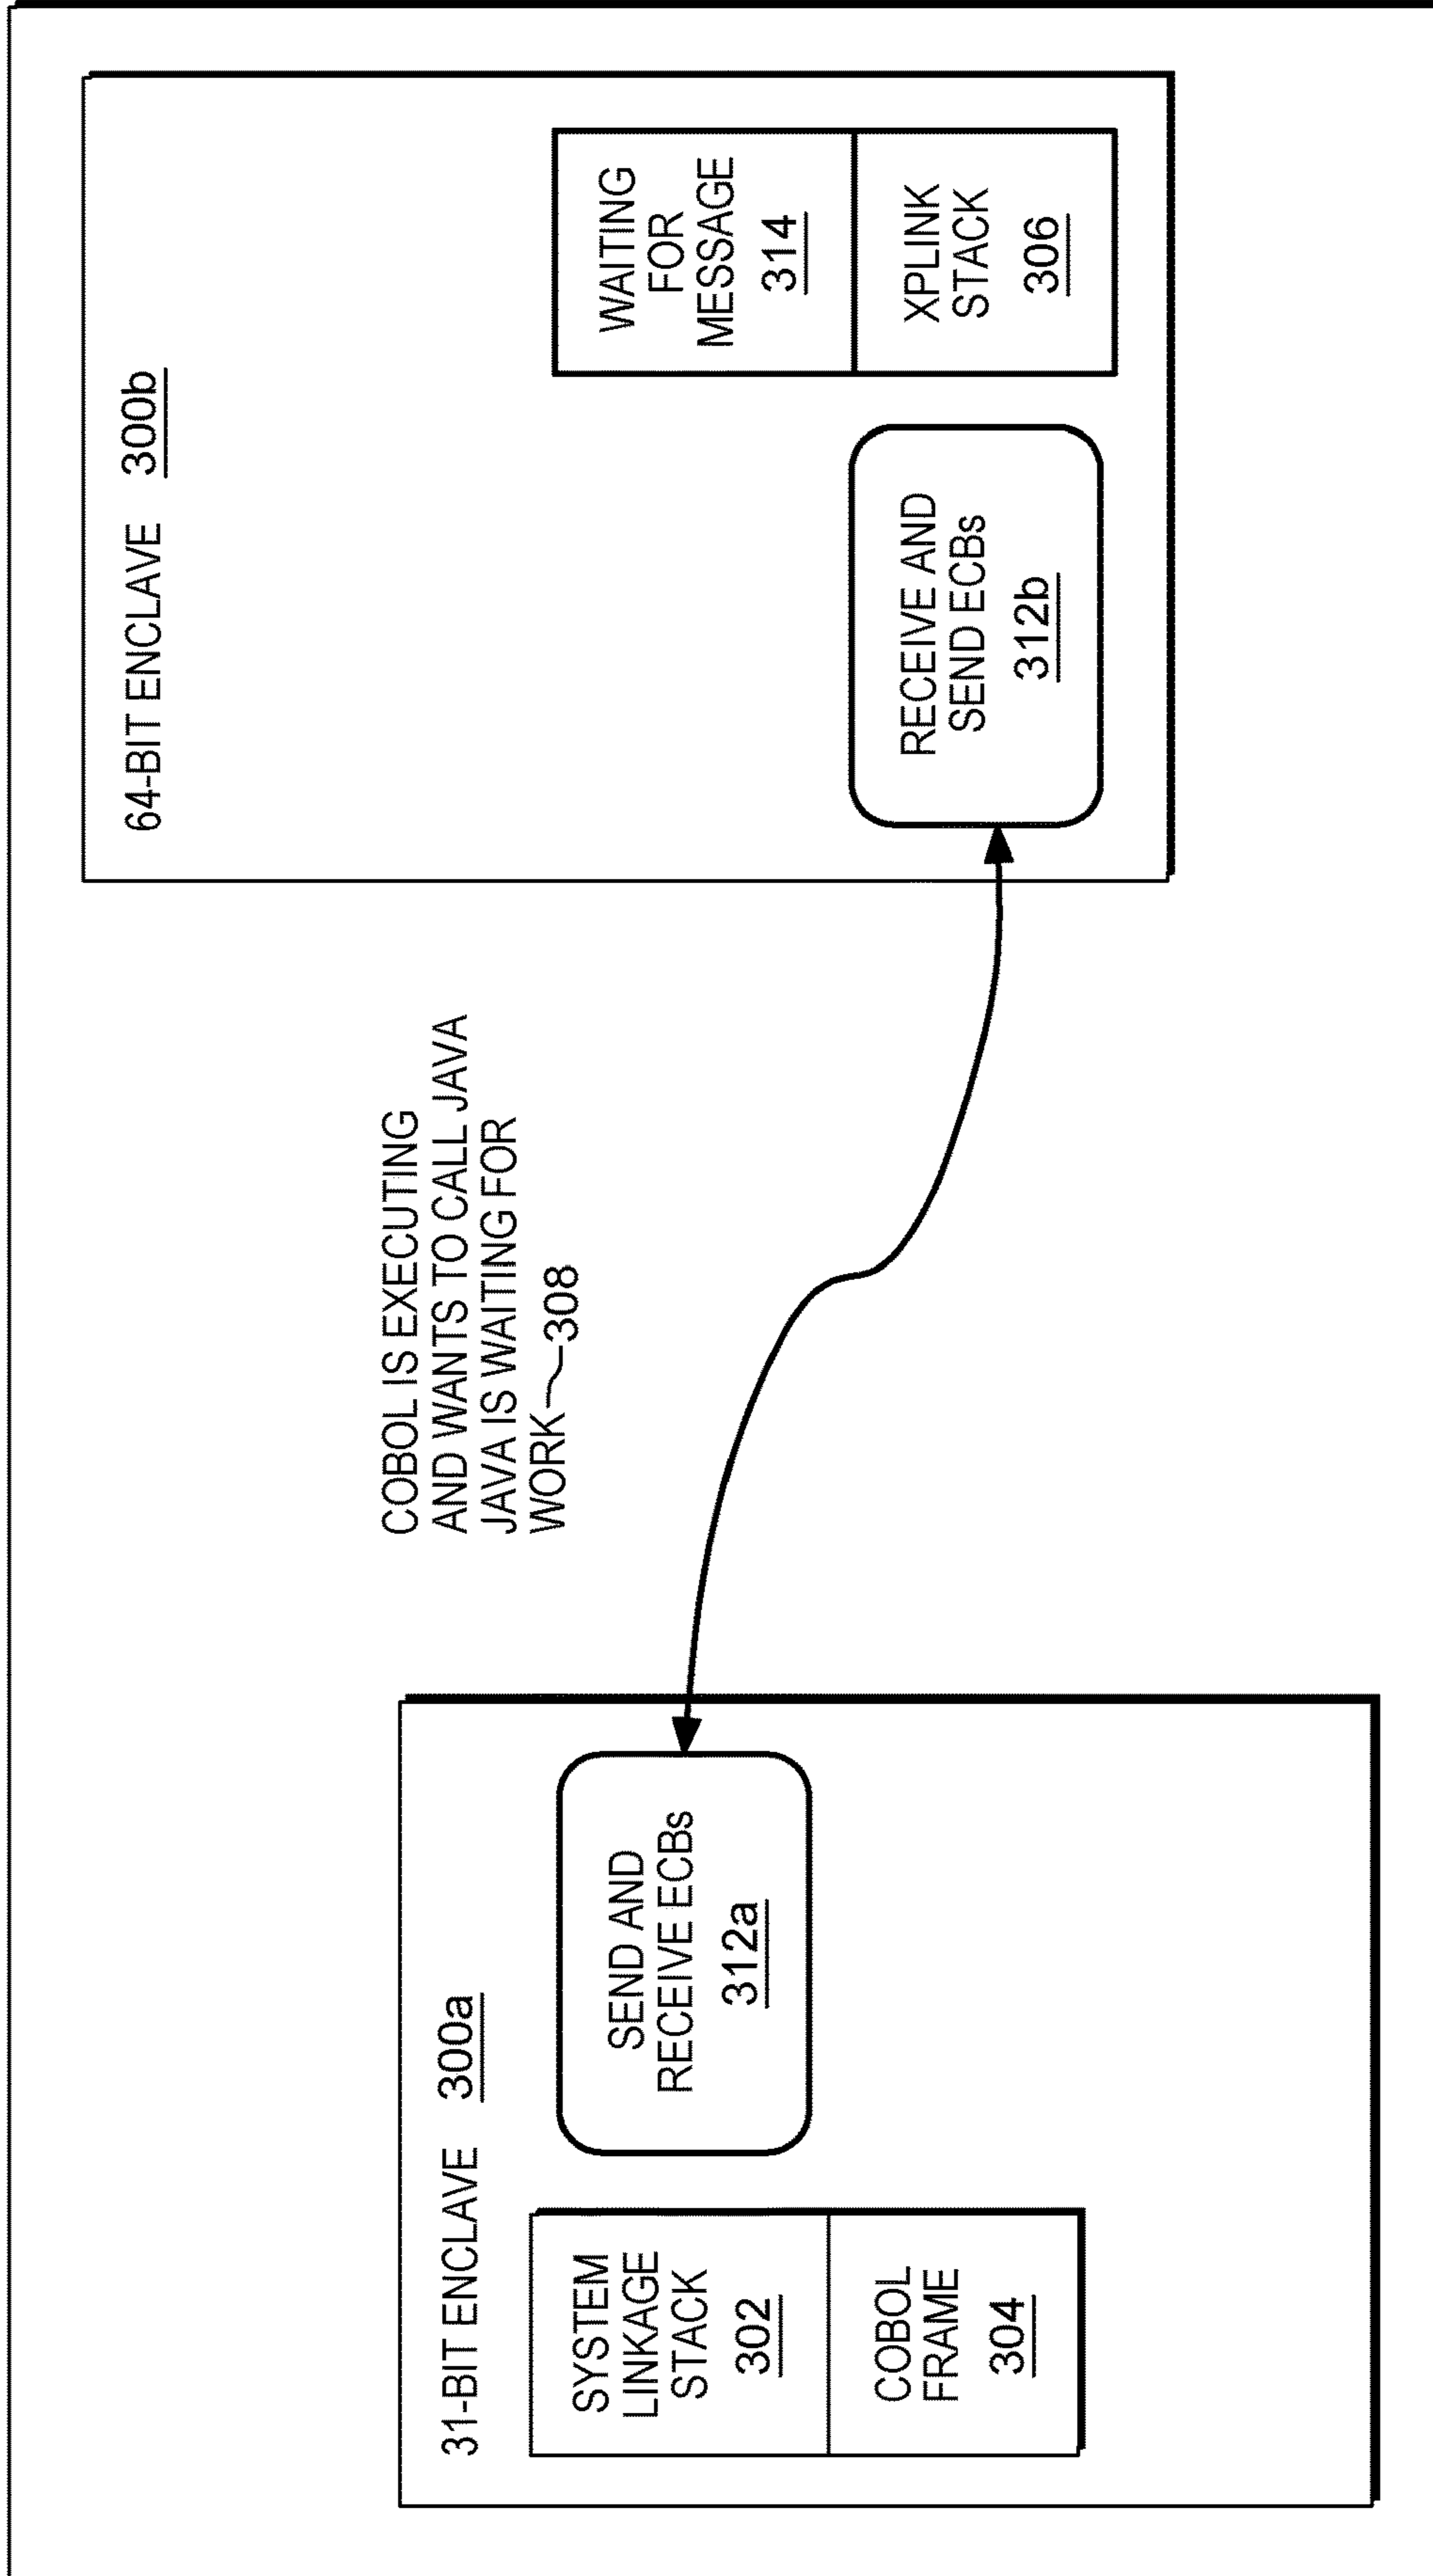 31-BIT ENCLAVE 300a
SYSTEM
LINKAGE
STACK
302
COBOL
FRAME
304
SEND AND
RECEIVE ECBs
312a
COBOL IS EXECUTING
AND WANTS TO CALL JAVA
JAVA IS WAITING FOR
WORK 308
64-BIT ENCLAVE 300b
RECEIVE AND
SEND ECBs
312b
WAITING
FOR
MESSAGE
314
XPLINK
STACK
306